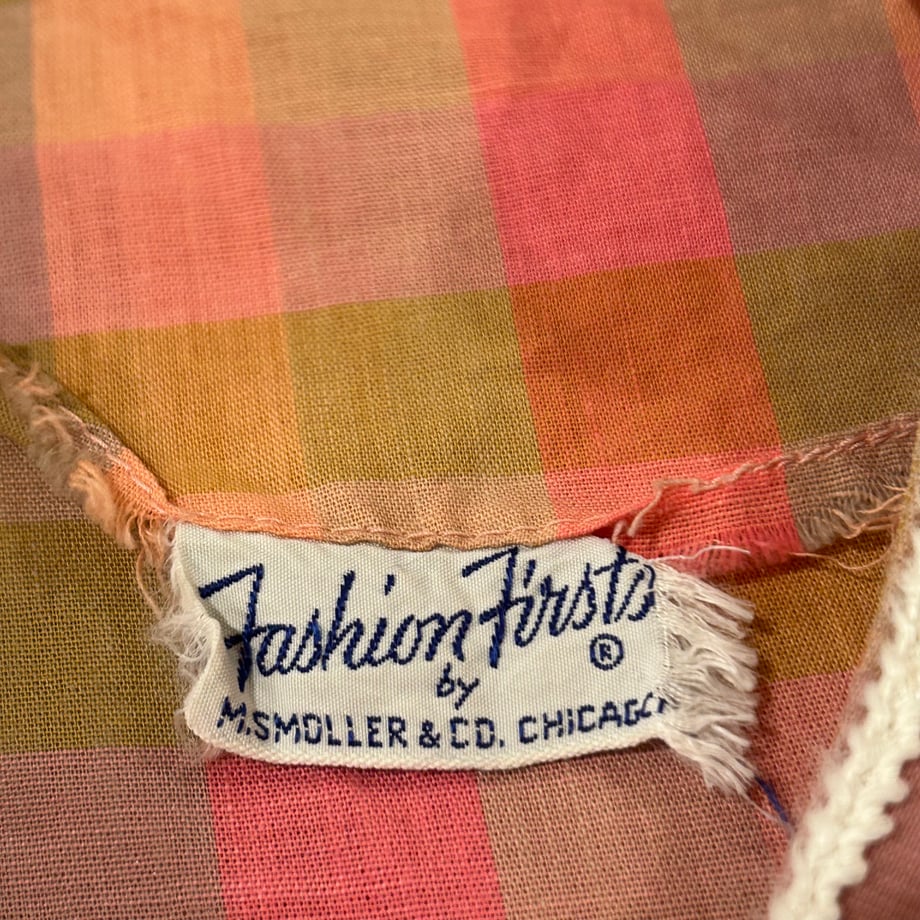 Fashion Firsts
®
by
M.SMOLLER & CO. CHICAGO